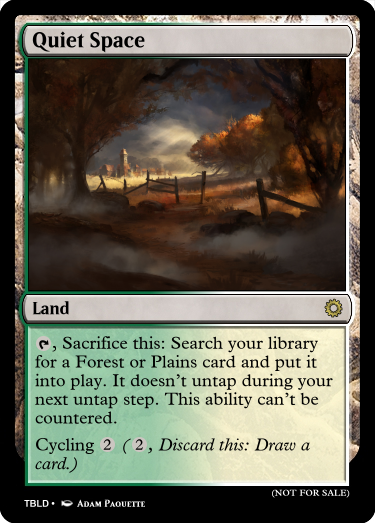 Quiet Space
Land
, Sacrifice this: Search your library
for a Forest or Plains card and put it
into play. It doesn't untap during your
next untap step. This ability can't be
countered.
Cycling 2 ( 2 , Discard this: Draw a
card.)
(NOT FOR SALE)
TBLD • Adam Paquette